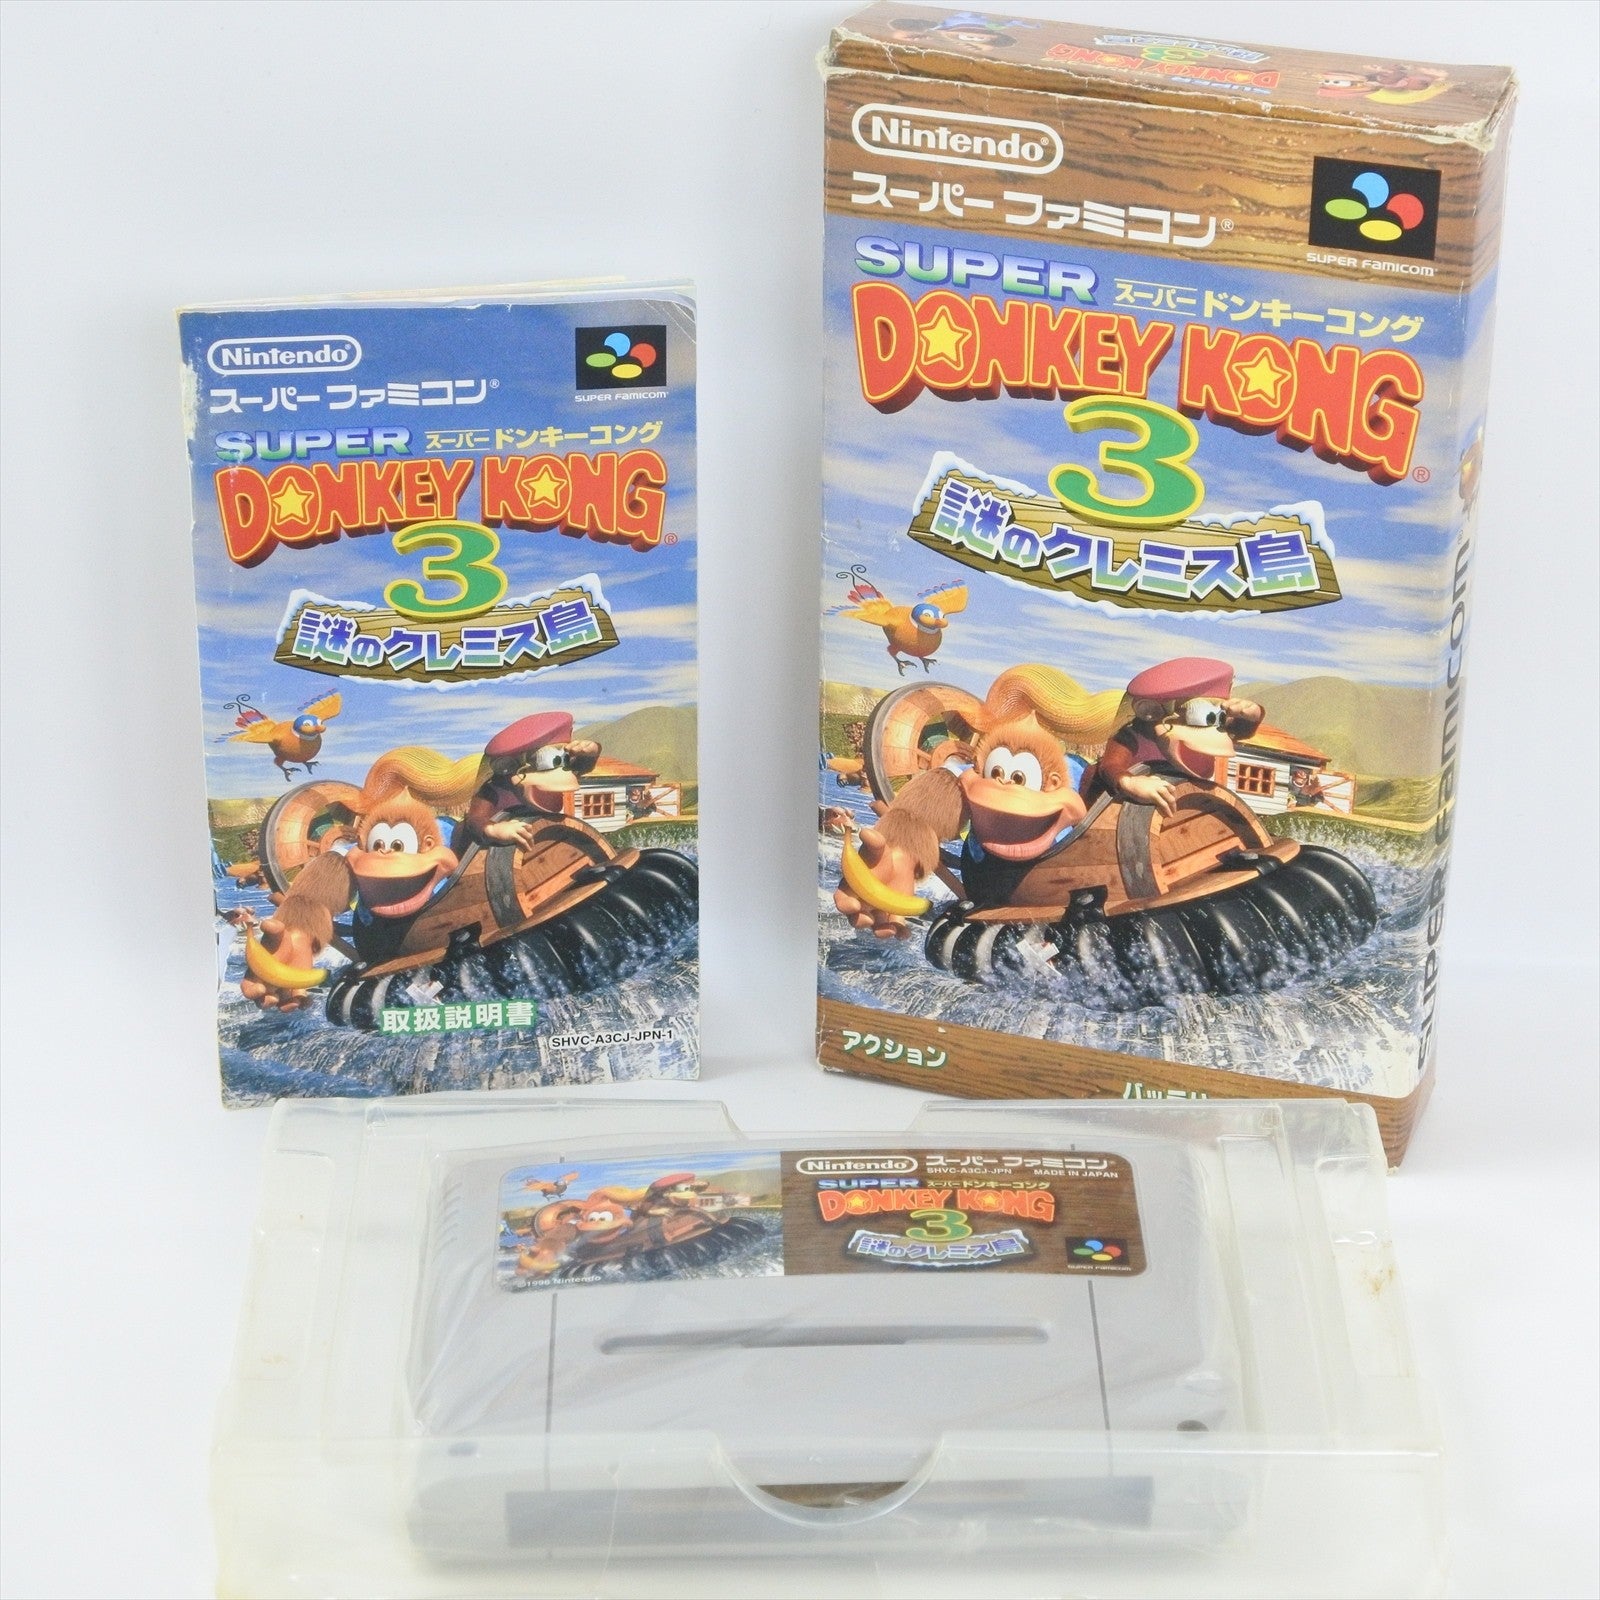 Nintendo®
スーパーファミコン®
SUPER FAMICOM
SUPER スーパードンキーコング
DONKEY KONG®
3
謎のクレミス島
取扱説明書
SHVC-A3CJ-JPN-1
SUPER
DONKEY KONG
3
Nintendo®
スーパーファミコン®
SUPER FAMICOM
SUPER スーパードンキーコング
DONKEY KONG®
3
謎のクレミス島
アクション
SUPER FAMICOM
Nintendo® スーパーファミコン®
SHVC-A3CJ-JPN MADE IN JAPAN
SUPER スーパードンキーコング
DONKEY KONG
3
謎のクレミス島
SUPER FAMICOM
©1996 Nintendo